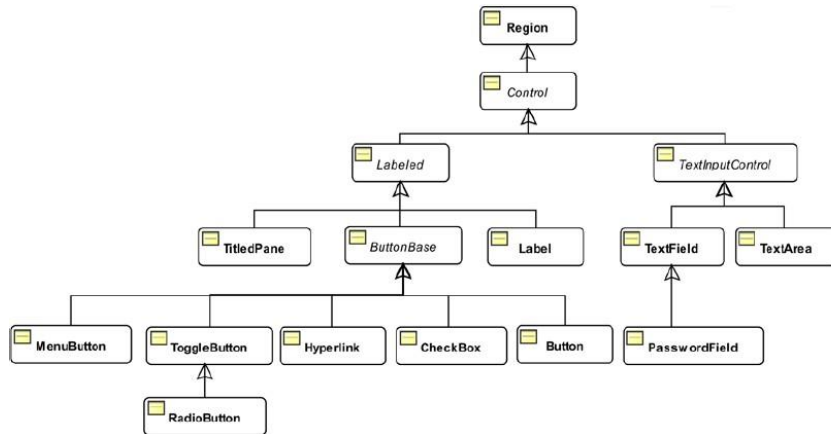 Region
Control
Labeled
TextInputControl
TitledPane
ButtonBase
Label
TextField
TextArea
MenuButton
ToggleButton
Hyperlink
CheckBox
Button
PasswordField
RadioButton